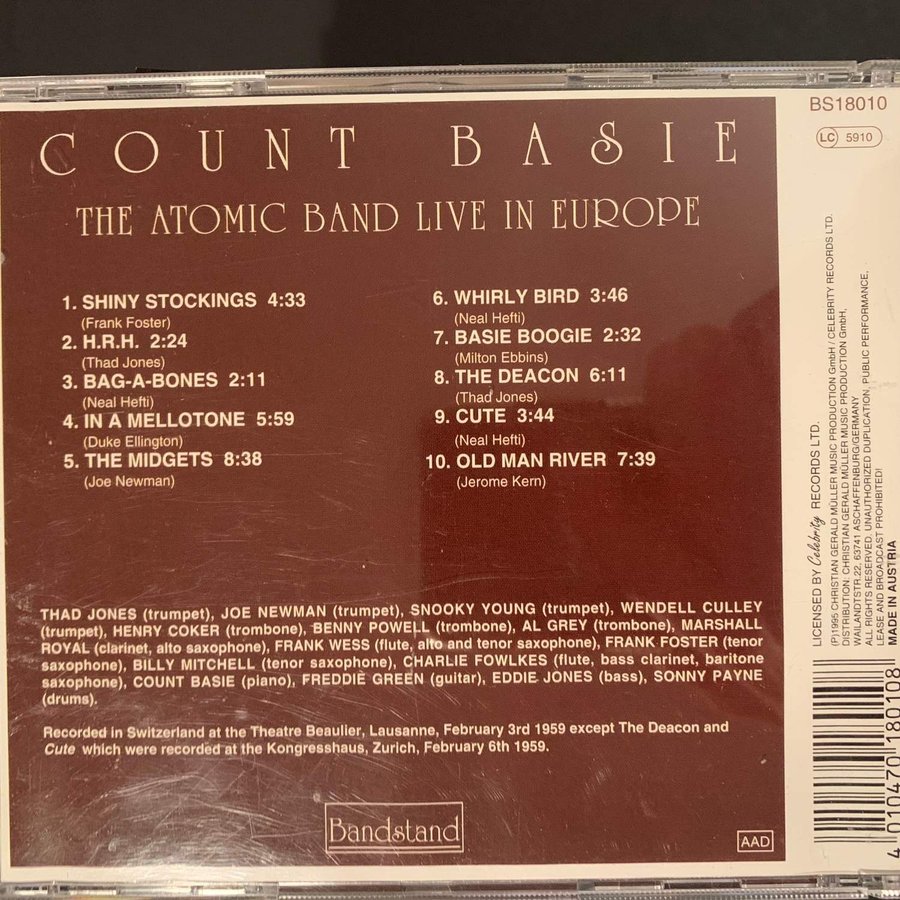 COUNT BASIE
THE ATOMIC BAND LIVE IN EUROPE
1. SHINY STOCKINGS 4:33
(Frank Foster)
2. H.R.H. 2:24
(Thad Jones)
3. BAG-A-BONES 2:11
(Neal Hefti)
4. IN A MELLOTONE 5:59
(Duke Ellington)
5. THE MIDGETS 8:38
(Joe Newman)
6. WHIRLY BIRD 3:46
(Neal Hefti)
7. BASIE BOOGIE 2:32
(Milton Ebbins)
8. THE DEACON 6:11
(Thad Jones)
9. CUTE 3:44
(Neal Hefti)
10. OLD MAN RIVER 7:39
(Jerome Kern)
THAD JONES (trumpet), JOE NEWMAN (trumpet), SNOOKY YOUNG (trumpet), WENDELL CULLEY
(trumpet), HENRY COKER (trombone), BENNY POWELL (trombone), AL GREY (trombone), MARSHALL
ROYAL (clarinet, alto saxophone), FRANK WESS (flute, alto and tenor saxophone), FRANK FOSTER (tenor
saxophone), BILLY MITCHELL (tenor saxophone), CHARLIE FOWLKES (flute, bass clarinet, baritone
saxophone), COUNT BASIE (piano), FREDDIE GREEN (guitar), EDDIE JONES (bass), SONNY PAYNE
(drums).
Recorded in Switzerland at the Theatre Beaulier, Lausanne, February 3rd 1959 except The Deacon and
Cute which were recorded at the Kongresshaus, Zurich, February 6th 1959.
Bandstand
AAD
BS18010
LC 5910
LICENSED BY Celebrity RECORDS LTD.
(P)1995 CHRISTIAN GERALD MÜLLER MUSIC PRODUCTION GmbH / CELEBRITY RECORDS LTD.
DISTRIBUTION: CHRISTIAN GERALD MÜLLER MUSIC PRODUCTION GmbH,
WAILANDTSTR.22, 63741 ASCHAFFENBURG/GERMANY
ALL RIGHTS RESERVED. UNAUTHORIZED DUPLICATION, PUBLIC PERFORMANCE,
LEASE AND BROADCAST PROHIBITED!
MADE IN AUSTRIA
4 010470 180108